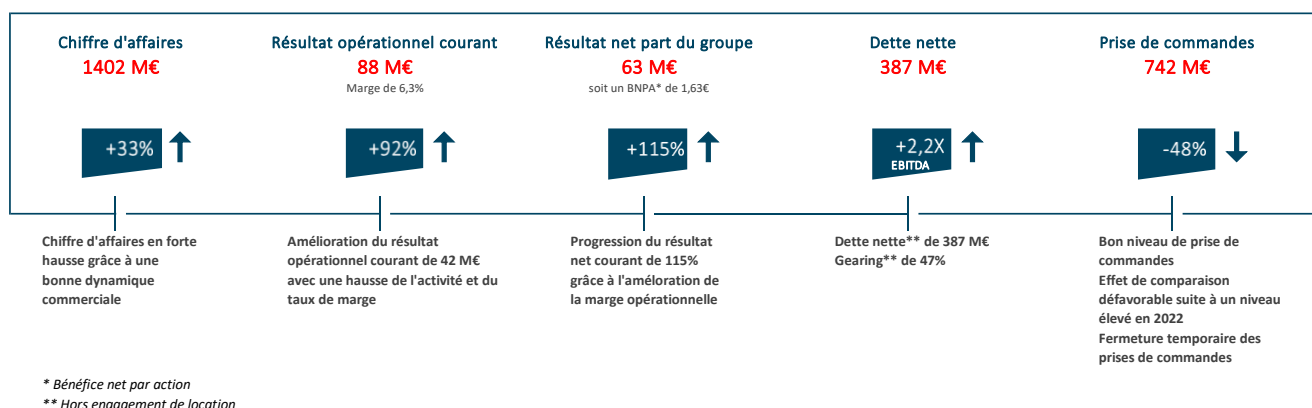 Chiffre d'affaires
1402 M€
Résultat opérationnel courant
88 M€
Marge de 6,3%
Résultat net part du groupe
63 M€
soit un BNPA* de 1,63€
Dette nette
387 M€
Prise de commandes
742 M€
+33%
+92%
+115%
+2,2X
EBITDA
-48%
Chiffre d'affaires en forte
hausse grâce à une
bonne dynamique
commerciale
Amélioration du résultat
opérationnel courant de 42 M€
avec une hausse de l'activité et du
taux de marge
Progression du résultat
net courant de 115%
grâce à l'amélioration de
la marge opérationnelle
Dette nette** de 387 M€
Gearing** de 47%
Bon niveau de prise de
commandes
Effet de comparaison
défavorable suite à un niveau
élevé en 2022
Fermeture temporaire des
prises de commandes
* Bénéfice net par action
** Hors engagement de location